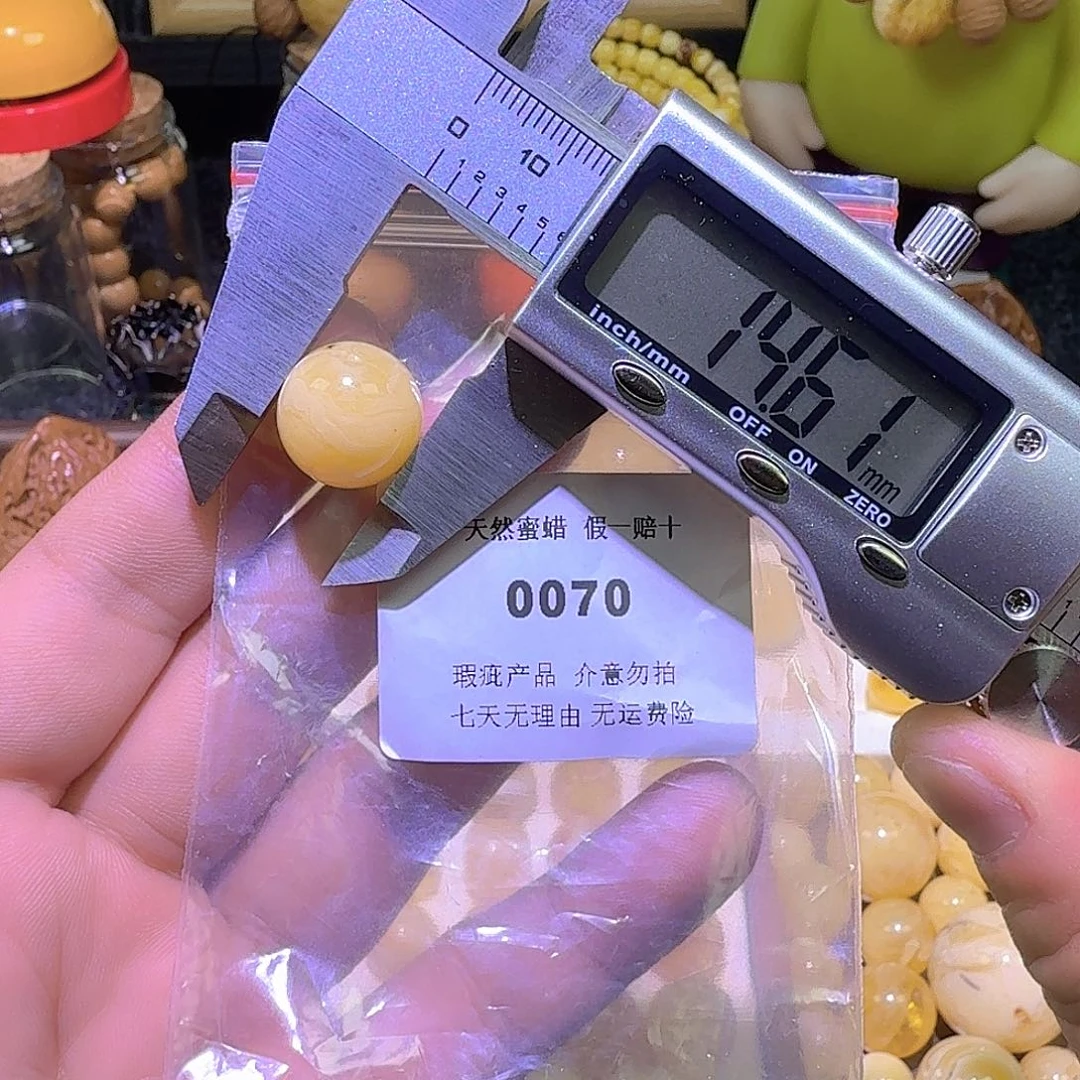 0 10
1 2 3 4 5 6
14.61 mm
inch/mm
OFF ON
ZERO
天然蜜蜡 假一赔十
0070
瑕疵产品 介意勿拍
七天无理由 无运费险